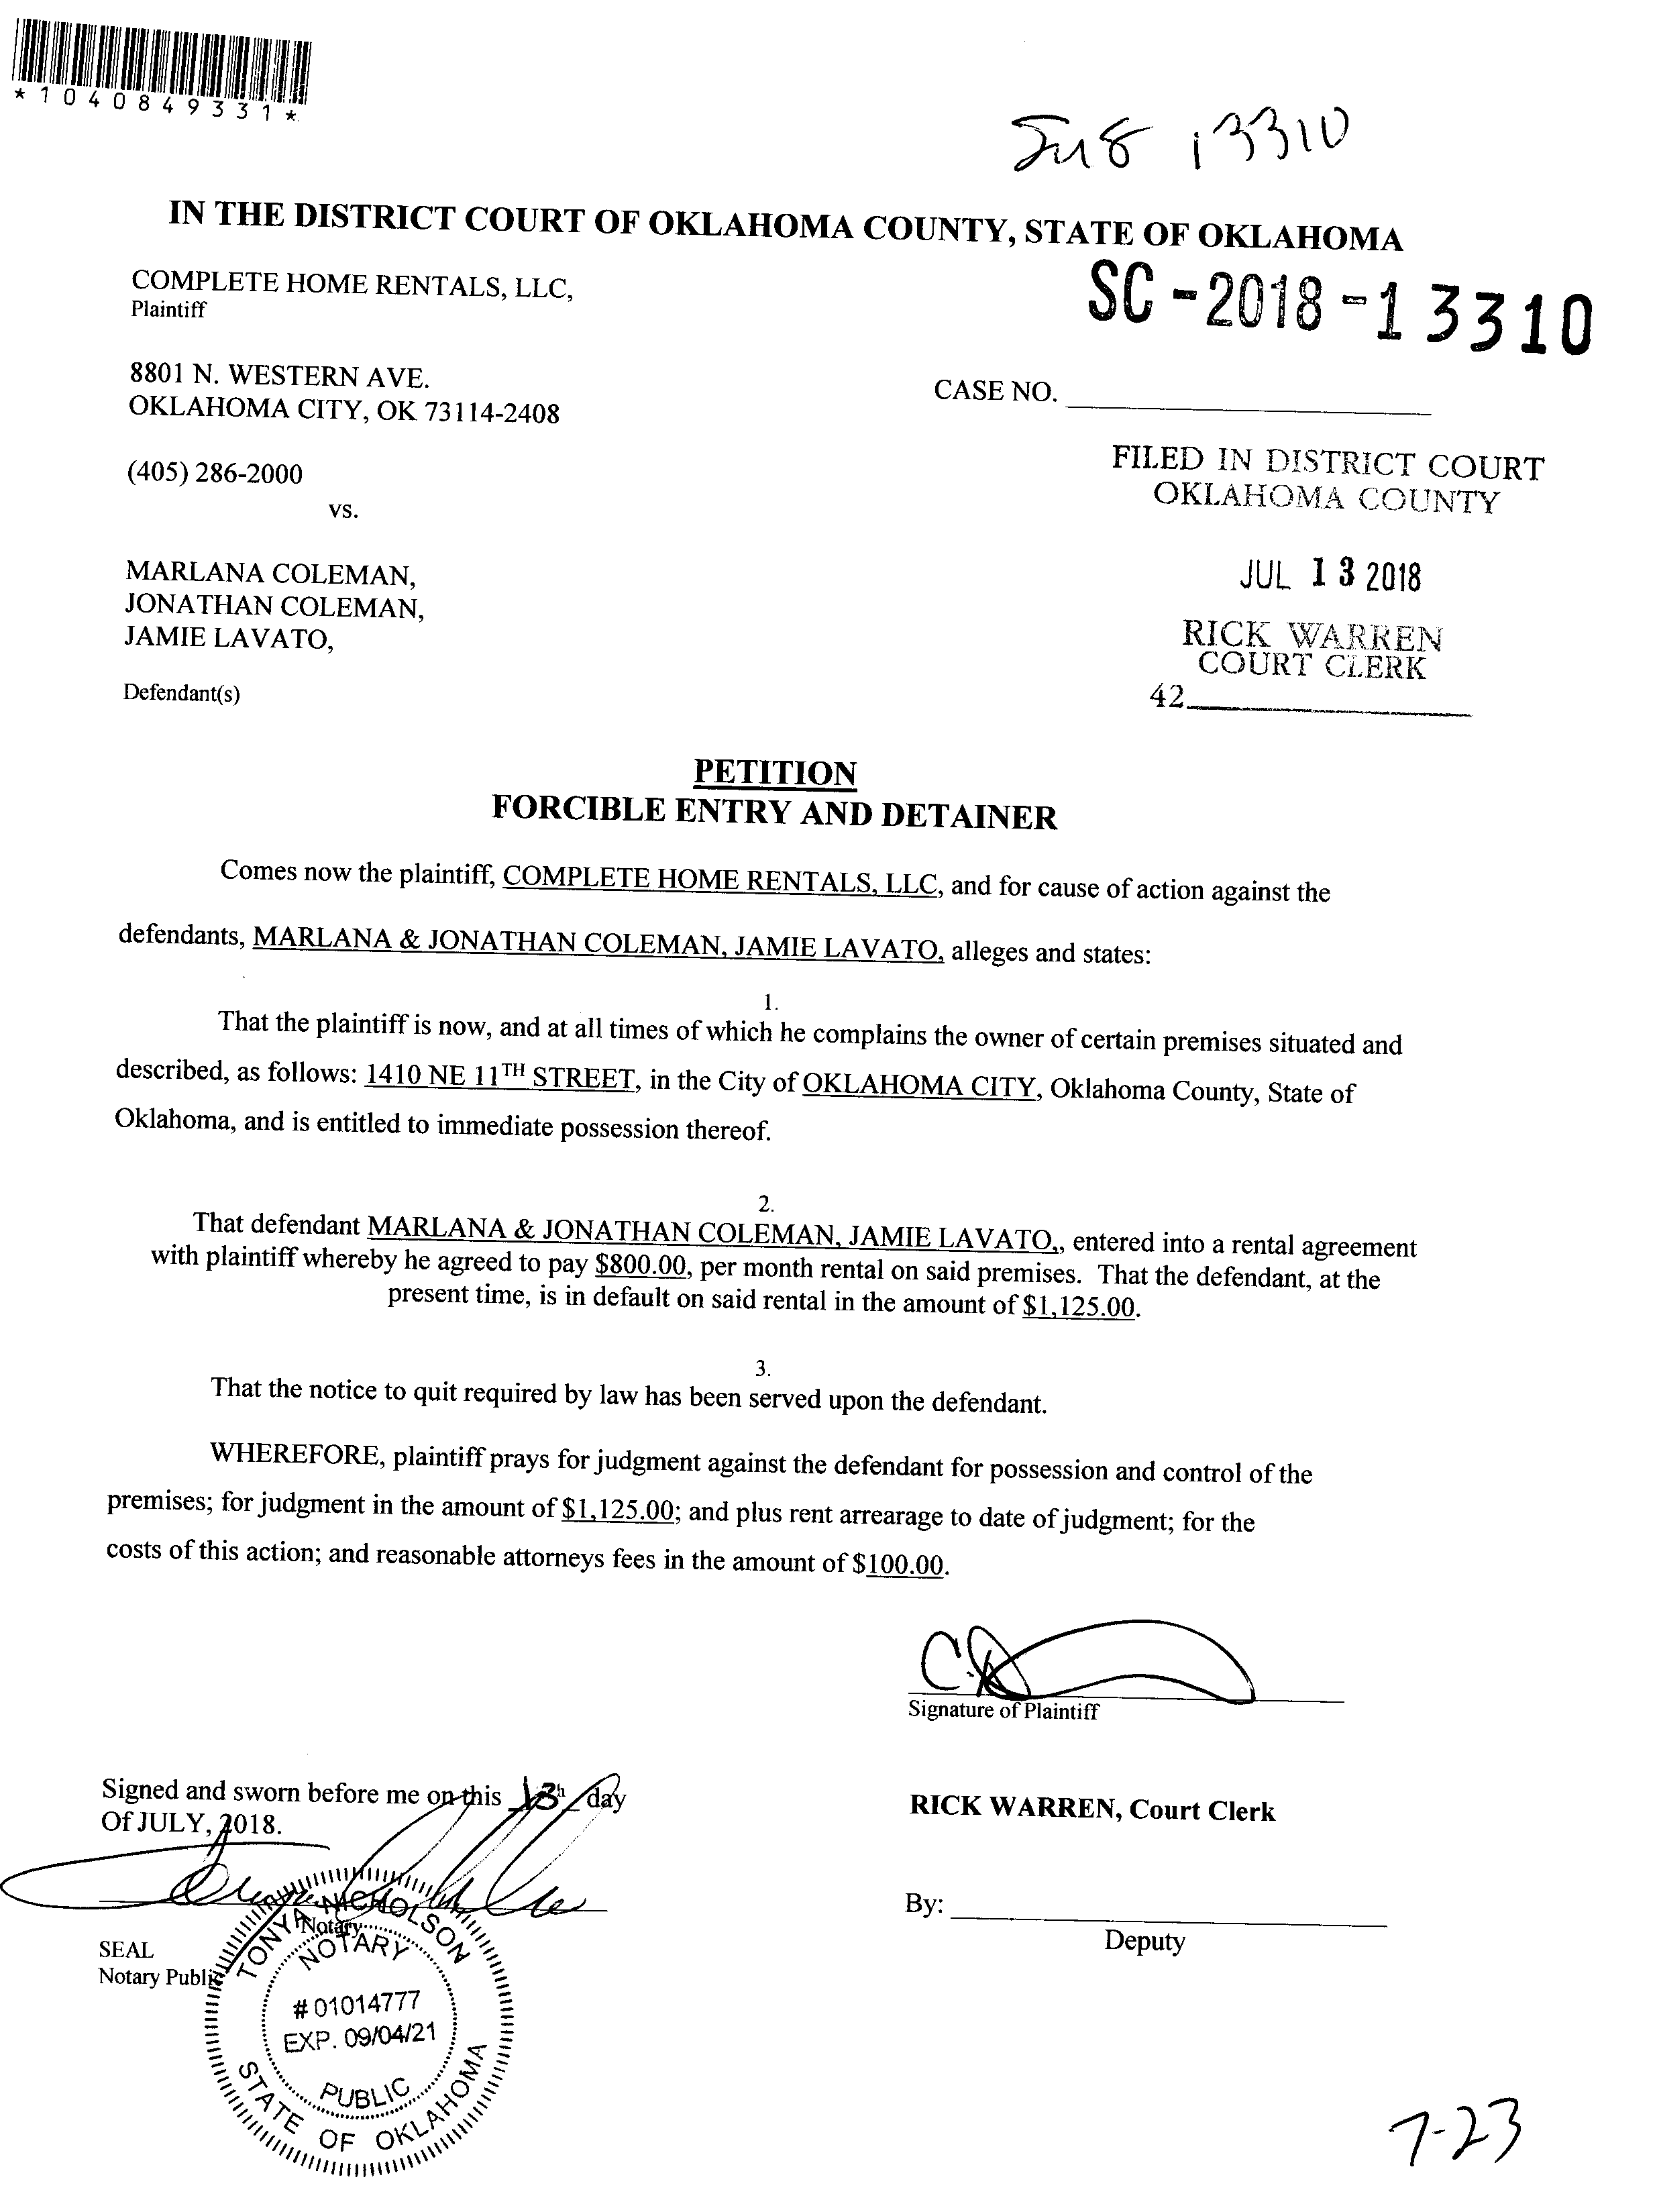 *1040849331*
13310
IN THE DISTRICT COURT OF OKLAHOMA COUNTY, STATE OF OKLAHOMA
COMPLETE HOME RENTALS, LLC,
Plaintiff
SC-2018-13310
8801 N. WESTERN AVE.
OKLAHOMA CITY, OK 73114-2408
CASE NO.
(405) 286-2000
vs.
FILED IN DISTRICT COURT
OKLAHOMA COUNTY
MARLANA COLEMAN,
JONATHAN COLEMAN,
JAMIE LAVATO,
Defendant(s)
JUL 13 2018
RICK WARREN
COURT CLERK
42
PETITION
FORCIBLE ENTRY AND DETAINER
Comes now the plaintiff, COMPLETE HOME RENTALS, LLC, and for cause of action against the
defendants, MARLANA & JONATHAN COLEMAN, JAMIE LAVATO, alleges and states:
1.
That the plaintiff is now, and at all times of which he complains the owner of certain premises situated and
described, as follows: 1410 NE 11TH STREET, in the City of OKLAHOMA CITY, Oklahoma County, State of
Oklahoma, and is entitled to immediate possession thereof.
2.
That defendant MARLANA & JONATHAN COLEMAN, JAMIE LAVATO,, entered into a rental agreement
with plaintiff whereby he agreed to pay $800.00, per month rental on said premises. That the defendant, at the
present time, is in default on said rental in the amount of $1,125.00.
3.
That the notice to quit required by law has been served upon the defendant.
WHEREFORE, plaintiff prays for judgment against the defendant for possession and control of the
premises; for judgment in the amount of $1,125.00; and plus rent arrearage to date of judgment; for the
costs of this action; and reasonable attorneys fees in the amount of $100.00.
Signature of Plaintiff
Signed and sworn before me on this 13th day
Of JULY, 2018.
RICK WARREN, Court Clerk
Notary
By:
Deputy
SEAL
Notary Public
TONYA NICHOLSON
NOTARY
# 01014777
EXP. 09/04/21
PUBLIC
STATE OF OKLAHOMA
7-23